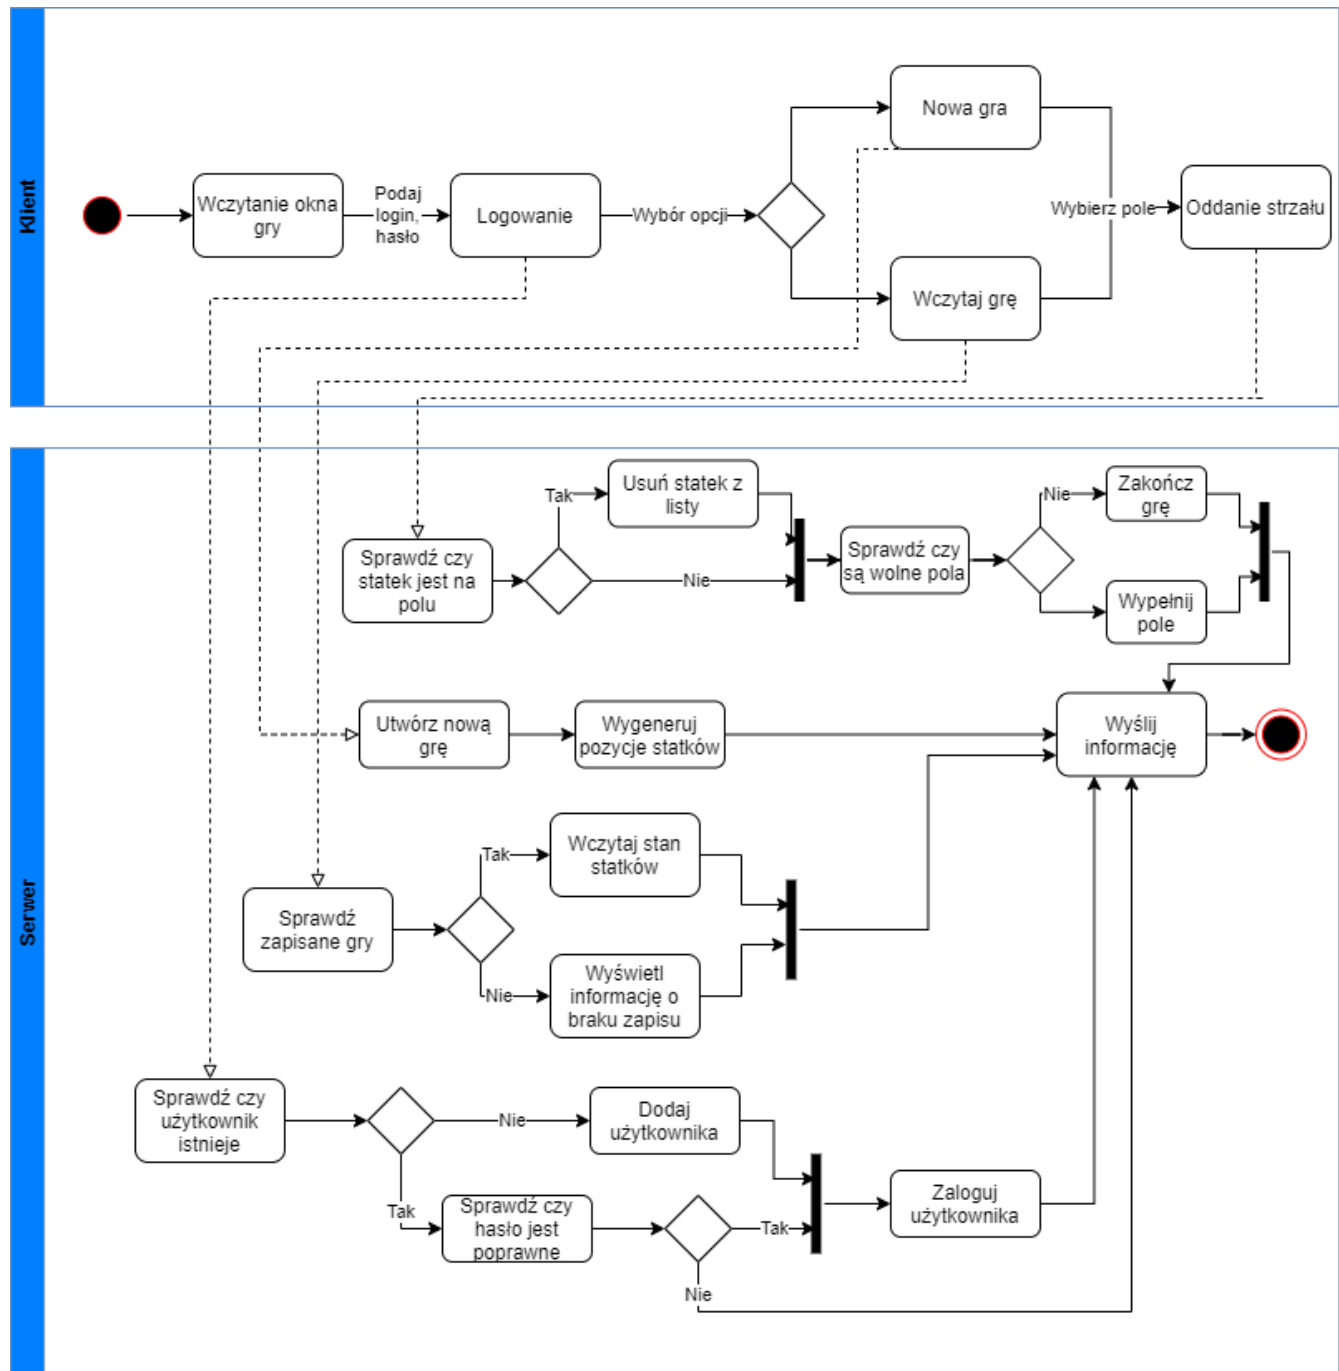 Klient
Wczytanie okna
gry
Podaj
login,
hasło
Logowanie
Wybór opcji
Nowa gra
Wczytaj grę
Wybierz pole
Oddanie strzału
Serwer
Sprawdź czy
statek jest na
polu
Tak
Usuń statek z
listy
Nie
Sprawdź czy
są wolne pola
Nie
Zakończ
grę
Wypełnij
pole
Utwórz nową
grę
Wygeneruj
pozycje statków
Wyślij
informację
Sprawdź
zapisane gry
Tak
Wczytaj stan
statków
Nie
Wyświetl
informację o
braku zapisu
Sprawdź czy
użytkownik
istnieje
Nie
Dodaj
użytkownika
Tak
Sprawdź czy
hasło jest
poprawne
Tak
Nie
Zaloguj
użytkownika